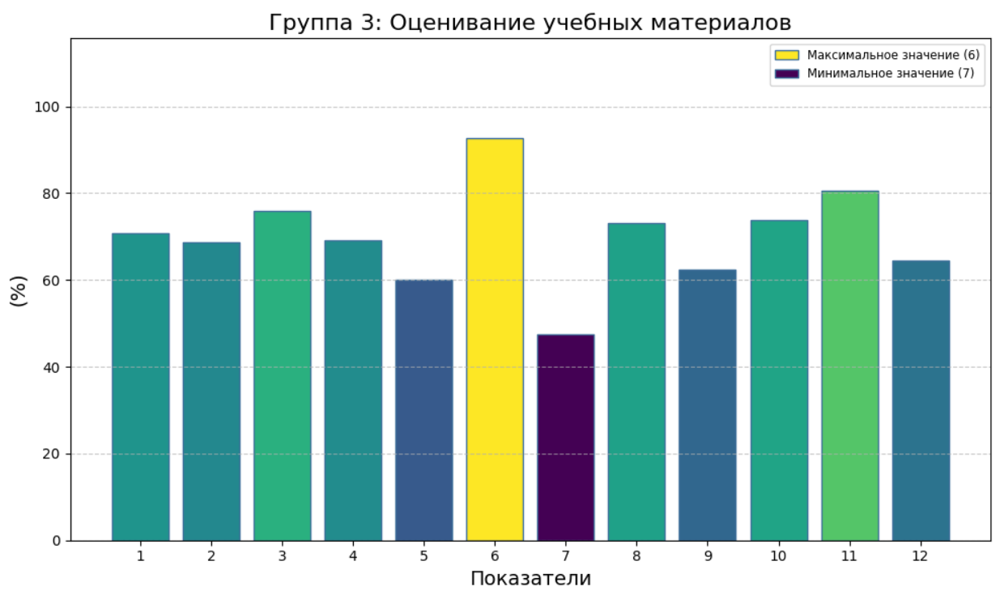 Группа 3: Оценивание учебных материалов
Максимальное значение (6)
Минимальное значение (7)
(%)
100
80
60
40
20
0
1 2 3 4 5 6 7 8 9 10 11 12
Показатели